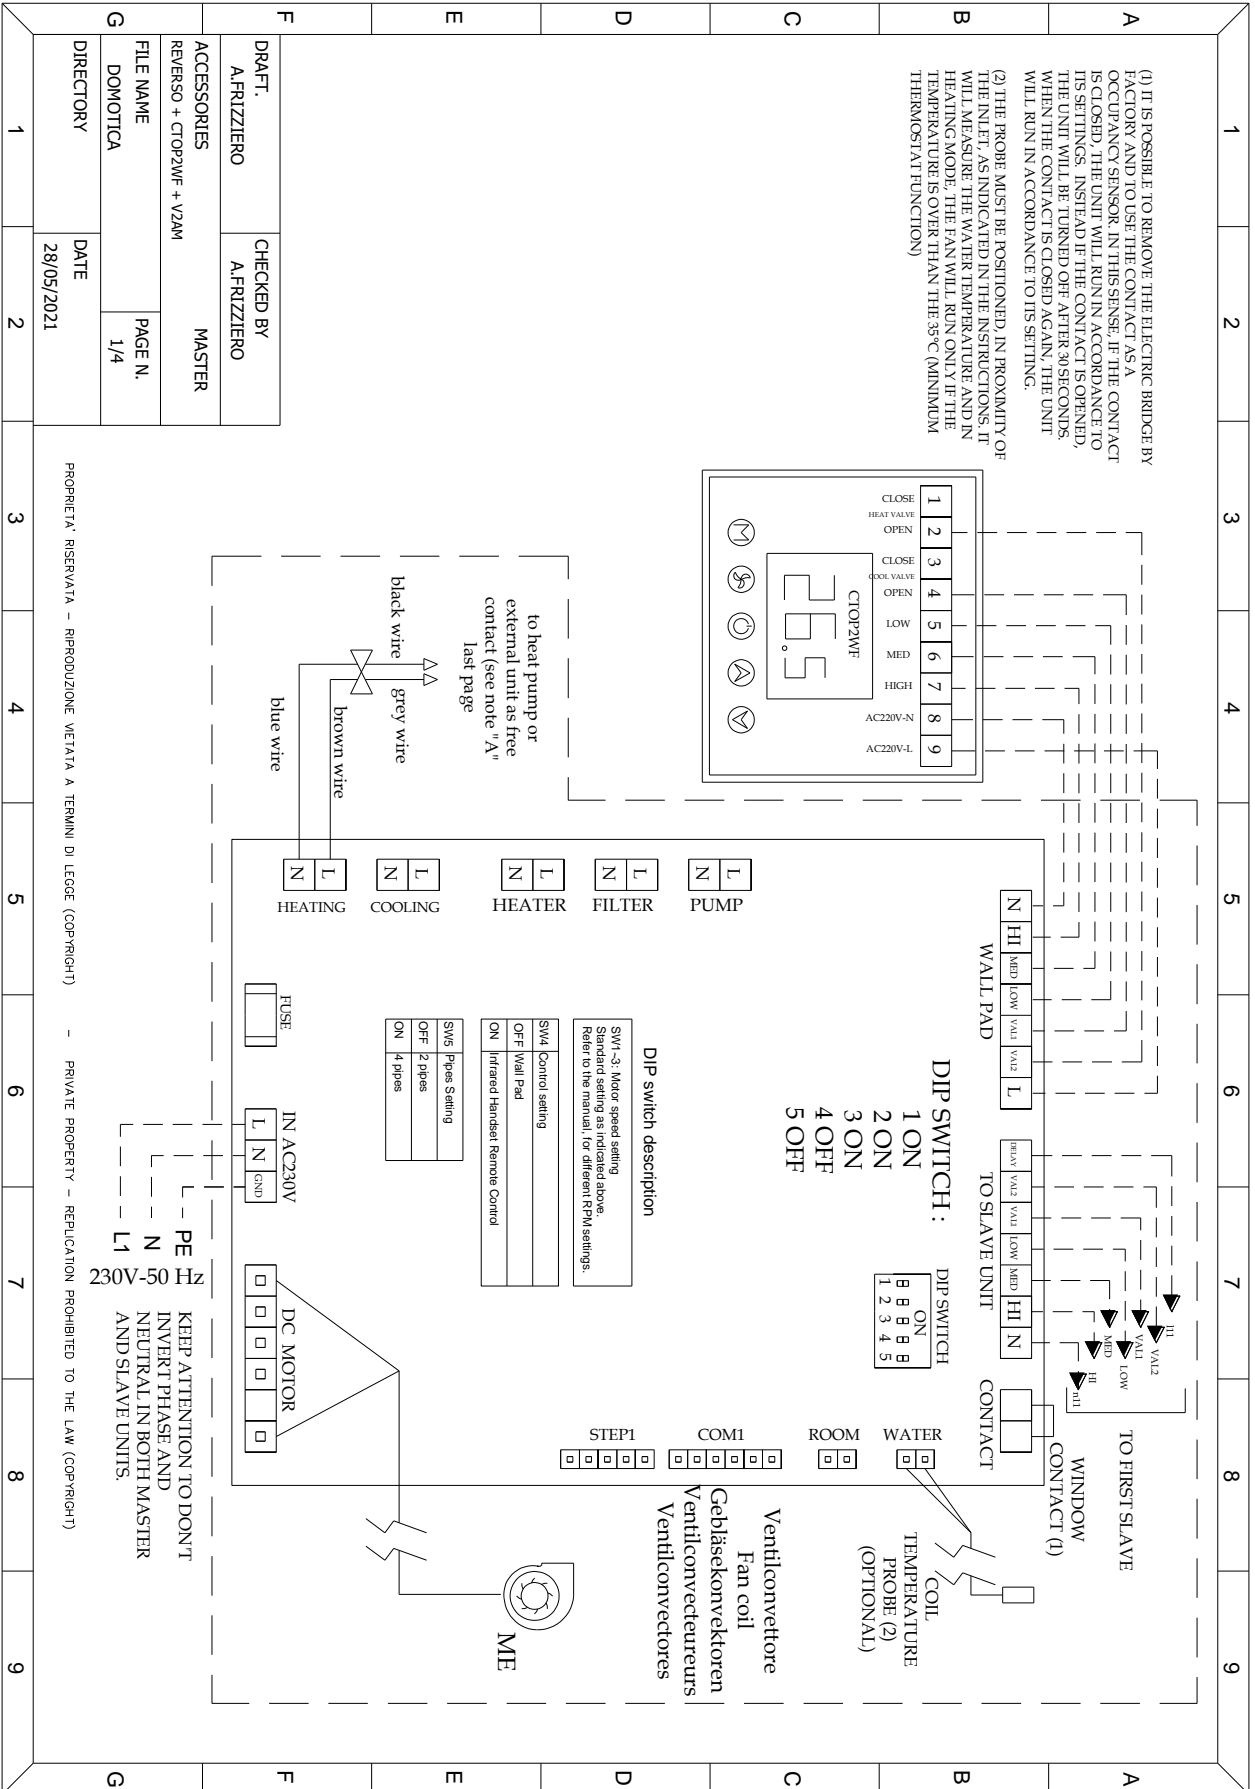 (1) IT IS POSSIBLE TO REMOVE THE ELECTRIC BRIDGE BY
FACTORY AND TO USE THE CONTACT AS A
OCCUPANCY SENSOR. IN THIS SENSE, IF THE CONTACT
IS CLOSED, THE UNIT WILL RUN IN ACCORDANCE TO
ITS SETTINGS. INSTEAD IF THE CONTACT IS OPENED,
THE UNIT WILL BE TURNED OFF AFTER 30 SECONDS.
WHEN THE CONTACT IS CLOSED AGAIN, THE UNIT
WILL RUN IN ACCORDANCE TO ITS SETTING.
(2) THE PROBE MUST BE POSITIONED, IN PROXIMITY OF
THE INLET, AS INDICATED IN THE INSTRUCTIONS. IT
WILL MEASURE THE WATER TEMPERATURE AND IN
HEATING MODE, THE FAN WILL RUN ONLY IF THE
TEMPERATURE IS OVER THAN THE 35°C (MINIMUM
THERMOSTAT FUNCTION)
1 2 3 4 5 6 7 8 9
A B C D E F G
CLOSE
HEAT VALVE
OPEN
CLOSE
COOL VALVE
OPEN
LOW
MED
HIGH
AC220V-N
AC220V-L
1 2 3 4 5 6 7 8 9
CTOP2WF
26.5
M
N HI MED LOW VAL1 VAL2 L
WALL PAD
DELAY VAL2 VAL1 LOW MED HI N
TO SLAVE UNIT
l11
VAL2
VAL1
LOW
MED
HI
n11
TO FIRST SLAVE
CONTACT
WINDOW
CONTACT (1)
DIP SWITCH :
1 ON
2 ON
3 ON
4 OFF
5 OFF
DIP SWITCH
ON
1 2 3 4 5
WATER
ROOM
COM1
STEP1
COIL
TEMPERATURE
PROBE (2)
(OPTIONAL)
Ventilconvettore
Fan coil
Gebläsekonvektoren
Ventilconvecteureurs
Ventilconvectores
ME
L N
PUMP
L N
FILTER
L N
HEATER
L N
COOLING
L N
HEATING
DIP switch description
SW1~3: Motor speed setting
Standard setting as indicated above.
Refer to the manual, for different RPM settings.
SW4 Control setting
OFF Wall Pad
ON Infrared Handset Remote Control
SW5 Pipes Setting
OFF 2 pipes
ON 4 pipes
to heat pump or
external unit as free
contact (see note "A"
last page
black wire
grey wire
brown wire
blue wire
FUSE
IN AC230V
L N GND
DC MOTOR
PE
N
L1
230V-50 Hz
KEEP ATTENTION TO DON'T
INVERT PHASE AND
NEUTRAL IN BOTH MASTER
AND SLAVE UNITS.
DRAFT.
A.FRIZZIERO
CHECKED BY
A.FRIZZIERO
ACCESSORIES
REVERSO + CTOP2WF + V2AM
MASTER
FILE NAME
DOMOTICA
PAGE N.
1/4
DIRECTORY
DATE
28/05/2021
PROPRIETA' RISERVATA – RIPRODUZIONE VIETATA A TERMINI DI LEGGE (COPYRIGHT) – PRIVATE PROPERTY – REPLICATION PROHIBITED TO THE LAW (COPYRIGHT)
1 2 3 4 5 6 7 8 9
A B C D E F G